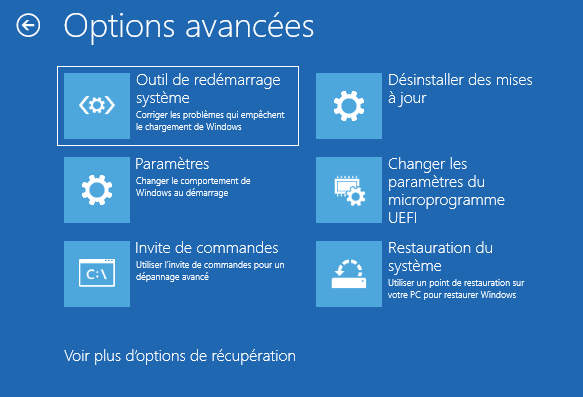 Options avancées
Outil de redémarrage
système
Corriger les problèmes qui empêchent
le chargement de Windows
Désinstaller des mises
à jour
Paramètres
Changer le comportement de
Windows au démarrage
Changer les
paramètres du
microprogramme
UEFI
C:\
Invite de commandes
Utiliser l'invite de commandes pour un
dépannage avancé
Restauration du
système
Utiliser un point de restauration sur
votre PC pour restaurer Windows
Voir plus d'options de récupération